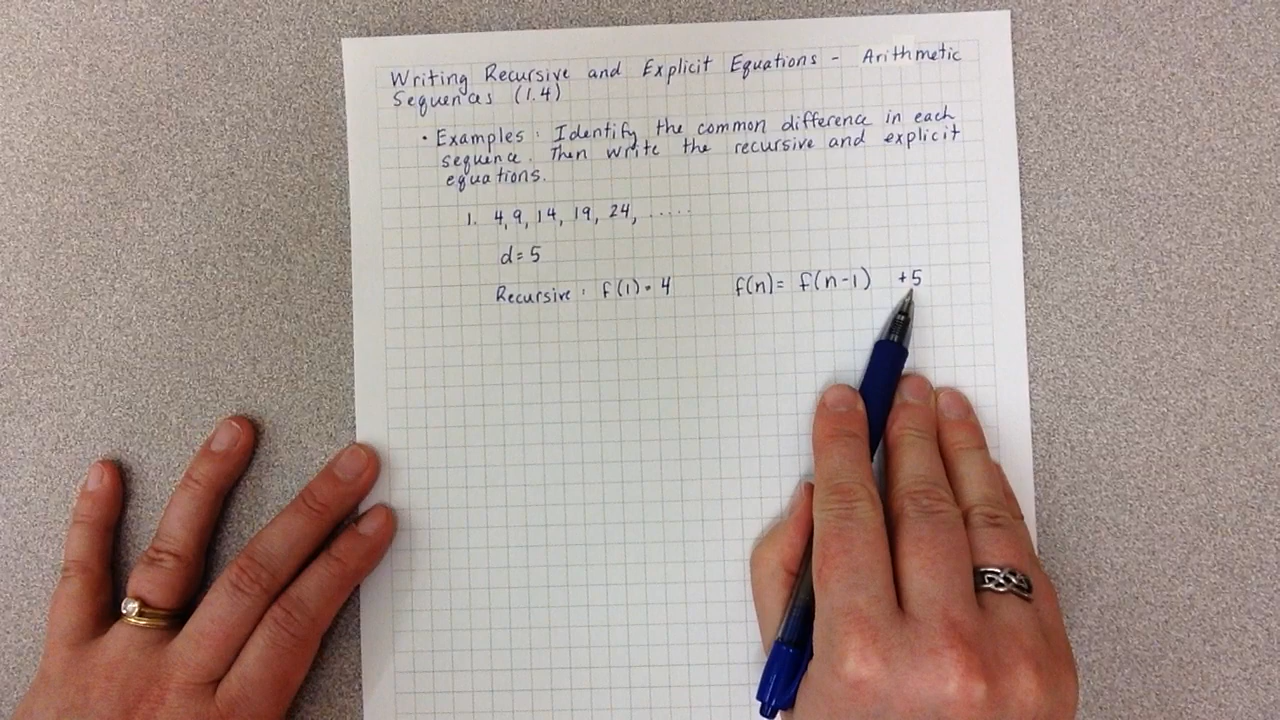 Writing Recursive and Explicit Equations - Arithmetic
Sequences (1.4)
• Examples: Identify the common difference in each
sequence. Then write the recursive and explicit
equations.
1. 4, 9, 14, 19, 24, .....
d=5
Recursive: f(1)=4 f(n)= f(n-1) +5